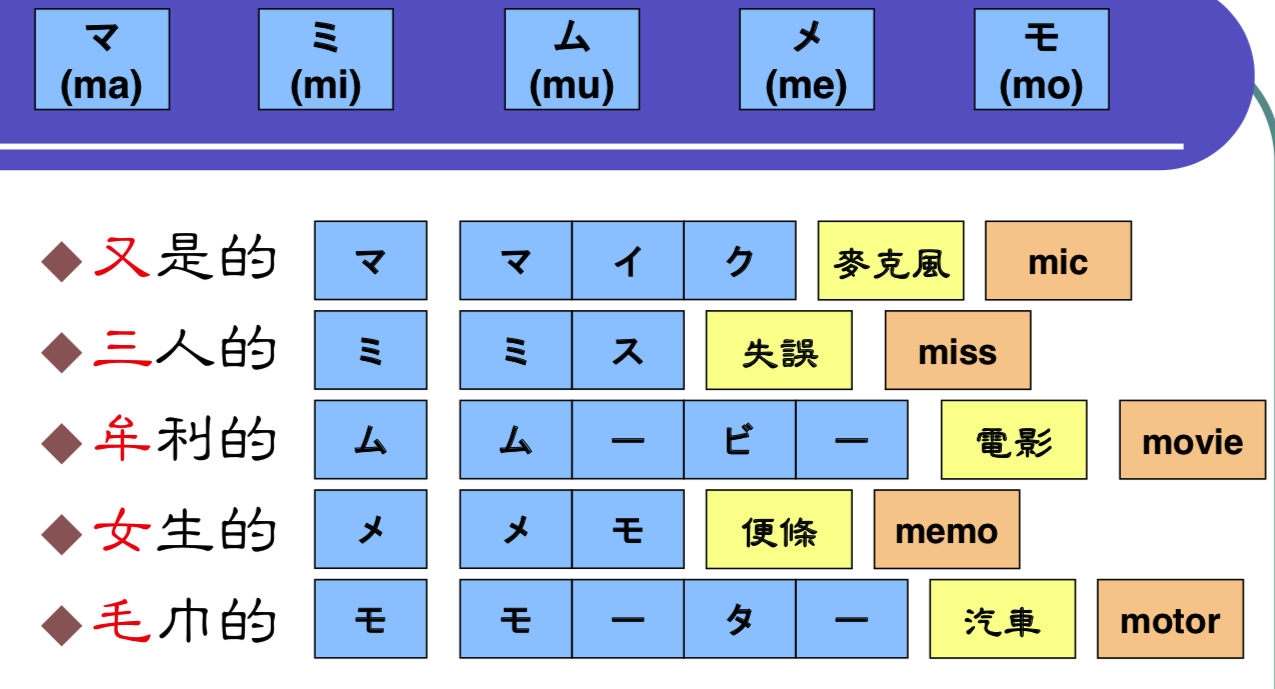 マ ミ ム メ モ
(ma) (mi) (mu) (me) (mo)
又是的 マ マイク 麥克風 mic
三人的 ミ ミス 失誤 miss
牟利的 ム ムービー 電影 movie
女生的 メ メモ 便條 memo
毛巾的 モ モーター 汽車 motor